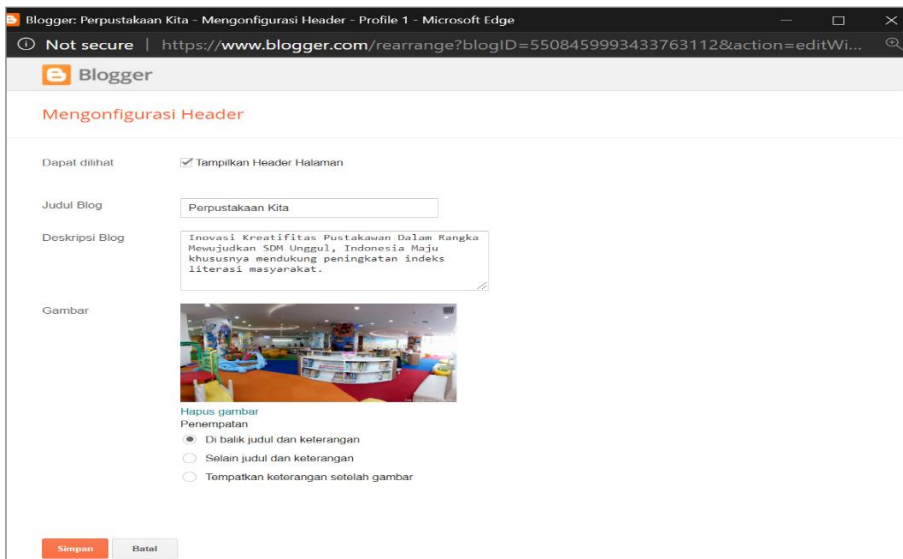 Blogger: Perpustakaan Kita - Mengonfigurasi Header - Profile 1 - Microsoft Edge
Not secure | https://www.blogger.com/rearrange?blogID=5508459993433763112&action=editWi...
Blogger
Mengonfigurasi Header
Dapat dilihat Tampilkan Header Halaman
Judul Blog Perpustakaan Kita
Deskripsi Blog Inovasi Kreatifitas Pustakawan Dalam Rangka
Mewujudkan SDM Unggul, Indonesia Maju
khususnya mendukung peningkatan indeks
literasi masyarakat.
Gambar
Hapus gambar
Penempatan
Di balik judul dan keterangan
Selain judul dan keterangan
Tempatkan keterangan setelah gambar
Simpan Batal